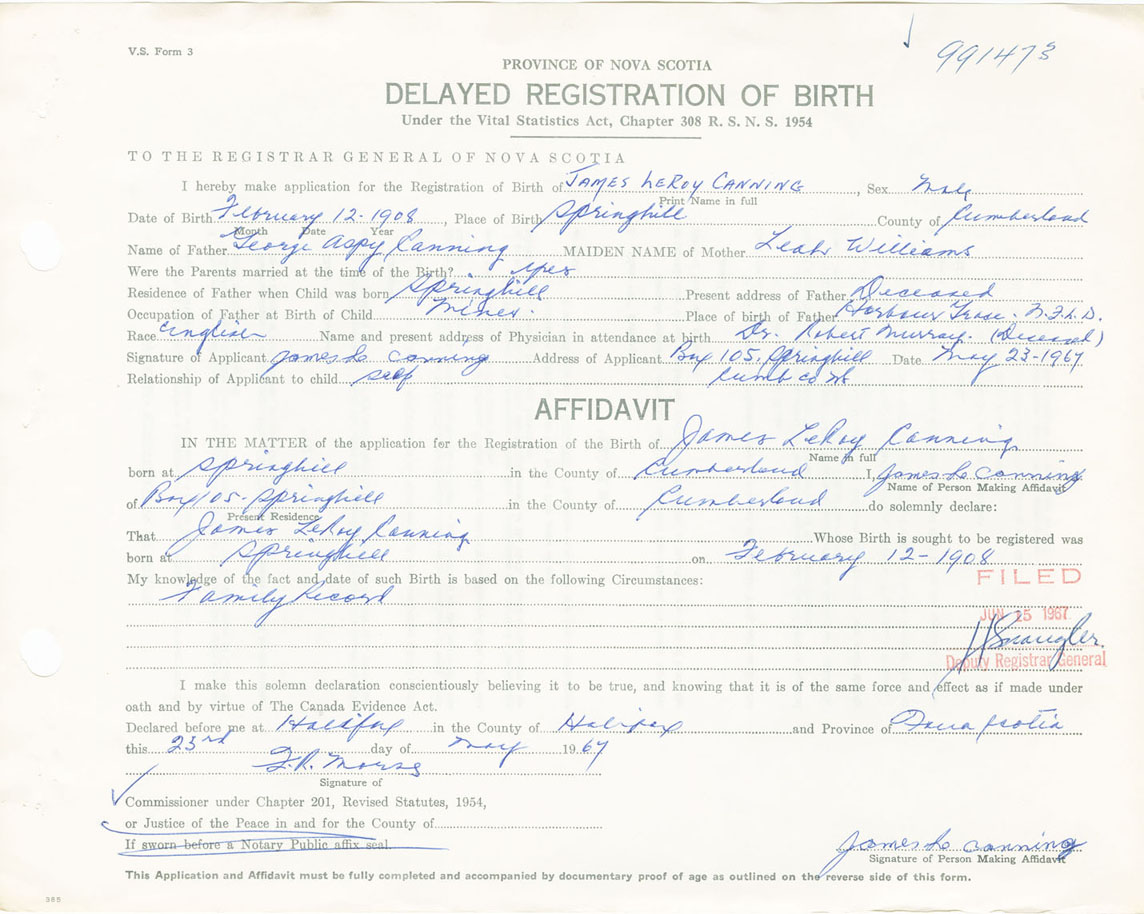 V.S. Form 3
991473
PROVINCE OF NOVA SCOTIA
DELAYED REGISTRATION OF BIRTH
Under the Vital Statistics Act, Chapter 308 R. S. N. S. 1954
TO THE REGISTRAR GENERAL OF NOVA SCOTIA
I hereby make application for the Registration of Birth of JAMES LEROY CANNING, Sex Male
Print Name in full
Date of Birth February 12-1908, Place of Birth Springhill County of Cumberland
Month Date Year
Name of Father George Aspy Canning MAIDEN NAME of Mother Leah Williams
Were the Parents married at the time of the Birth? yes
Residence of Father when Child was born Springhill Present address of Father Deceased
Occupation of Father at Birth of Child Miner. Place of birth of Father Harbour Grace. N.F.L.D.
Race English Name and present address of Physician in attendance at birth Dr. Robert Murray. (Deceased)
Signature of Applicant James L Canning Address of Applicant Box 105, Springhill Date May 23-1967
Relationship of Applicant to child self Cumb co NS
AFFIDAVIT
IN THE MATTER of the application for the Registration of the Birth of James LeRoy Canning
Name in full
born at Springhill in the County of Cumberland I, James L Canning
Name of Person Making Affidavit
of Box 105-Springhill in the County of Cumberland do solemnly declare:
Present Residence
That James LeRoy Canning Whose Birth is sought to be registered was
born at Springhill on February 12-1908
My knowledge of the fact and date of such Birth is based on the following Circumstances:
FILED
Family Record
JUN 15 1967
Deputy Registrar General
I make this solemn declaration conscientiously believing it to be true, and knowing that it is of the same force and effect as if made under
oath and by virtue of The Canada Evidence Act.
Declared before me at Halifax in the County of Halifax and Province of Nova Scotia
this 23rd day of May 1967
F.R. Morse
Signature of
Commissioner under Chapter 201, Revised Statutes, 1954,
or Justice of the Peace in and for the County of
If sworn before a Notary Public affix seal.
James L Canning
Signature of Person Making Affidavit
This Application and Affidavit must be fully completed and accompanied by documentary proof of age as outlined on the reverse side of this form.
385